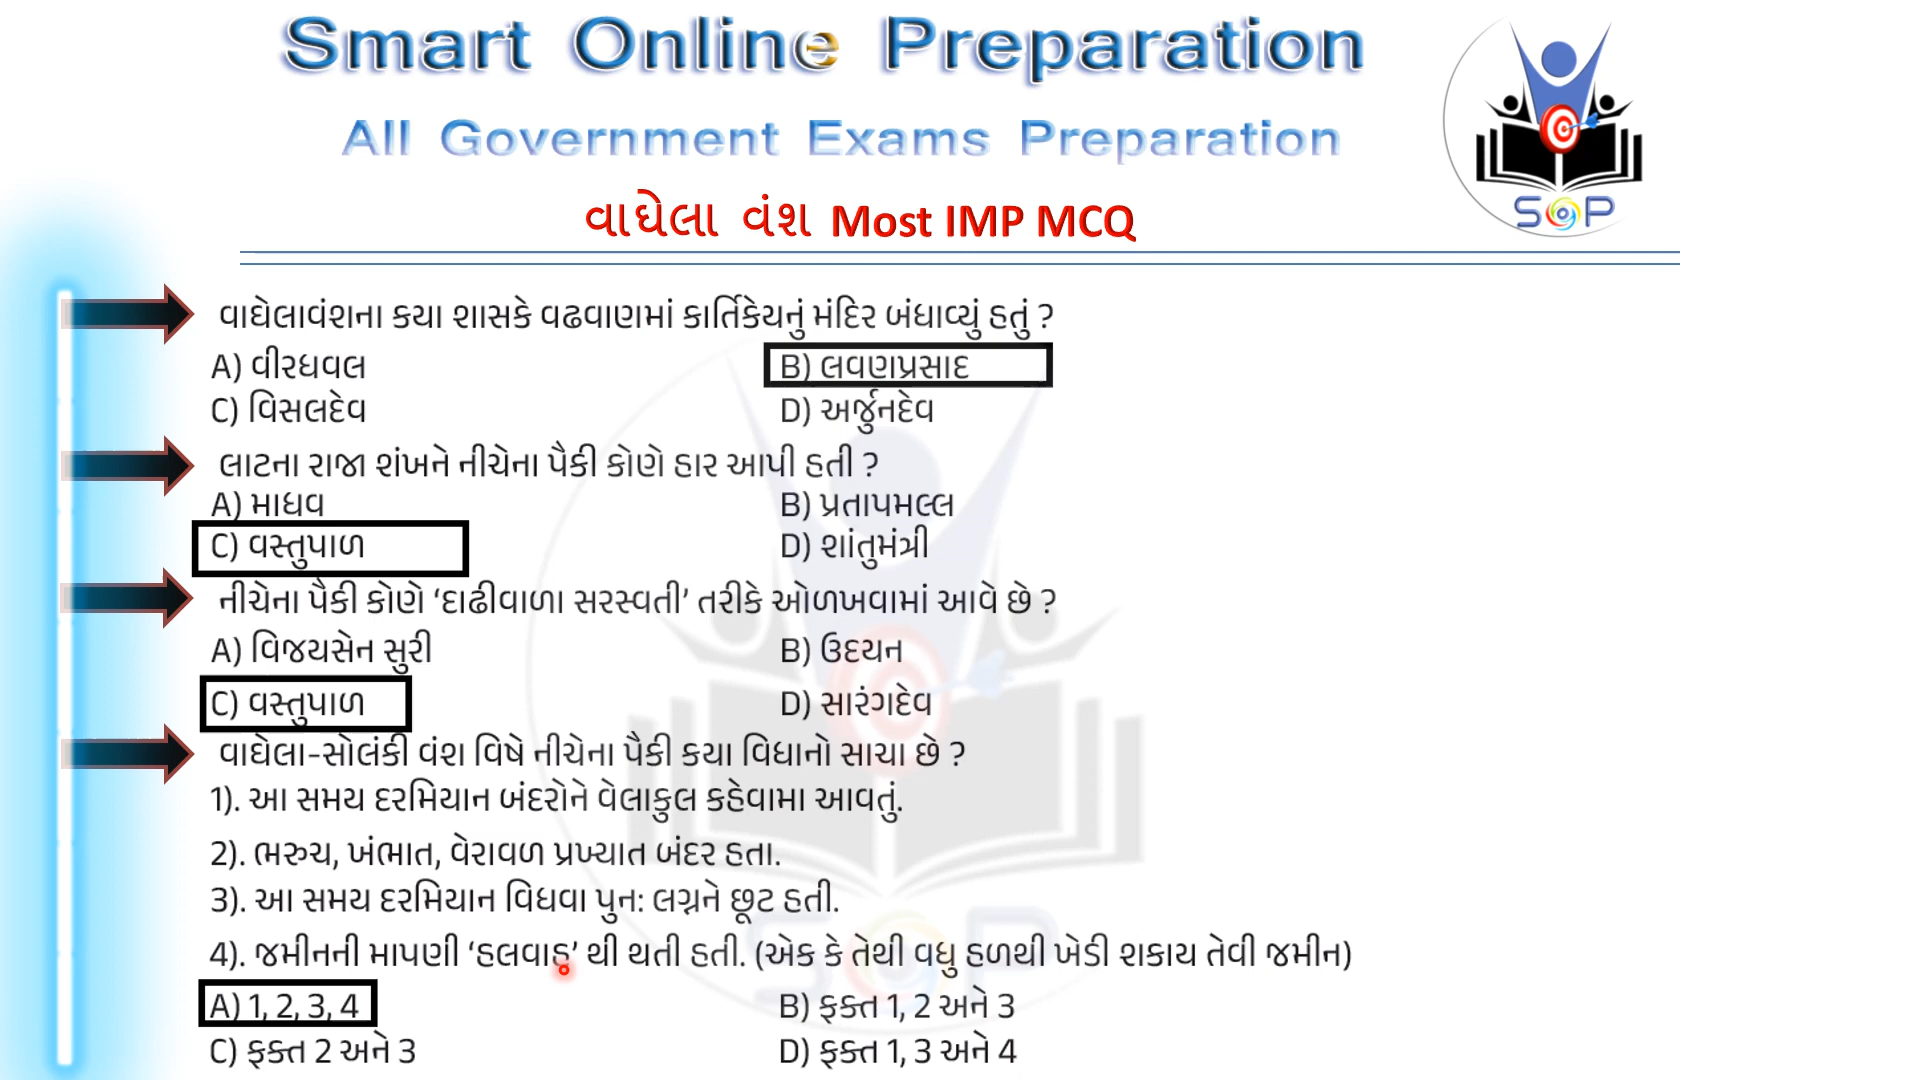 Smart Online Preparation
All Government Exams Preparation
SOP
વાઘેલા વંશ Most IMP MCQ
વાઘેલાવંશના કયા શાસકે વઢવાણમાં કાર્તિકેયનું મંદિર બંધાવ્યું હતું ?
A) વીરધવલ B) લવણપ્રસાદ
C) વિસલદેવ D) અર્જુનદેવ
લાટના રાજા શંખને નીચેના પૈકી કોણે હાર આપી હતી ?
A) માધવ B) પ્રતાપમલ્લ
C) વસ્તુપાળ D) શાંતુમંત્રી
નીચેના પૈકી કોણે ‘દાઢીવાળા સરસ્વતી’ તરીકે ઓળખવામાં આવે છે ?
A) વિજયસેન સુરી B) ઉદયન
C) વસ્તુપાળ D) સારંગદેવ
વાઘેલા-સોલંકી વંશ વિષે નીચેના પૈકી કયા વિધાનો સાચા છે ?
1). આ સમય દરમિયાન બંદરોને વેલાકુલ કહેવામા આવતું.
2). ભરુચ, ખંભાત, વેરાવળ પ્રખ્યાત બંદર હતા.
3). આ સમય દરમિયાન વિધવા પુન: લગ્નને છૂટ હતી.
4). જમીનની માપણી ‘હલવાહ’ થી થતી હતી. (એક કે તેથી વધુ હળથી ખેડી શકાય તેવી જમીન)
A) 1, 2, 3, 4 B) ફક્ત 1, 2 અને 3
C) ફક્ત 2 અને 3 D) ફક્ત 1, 3 અને 4